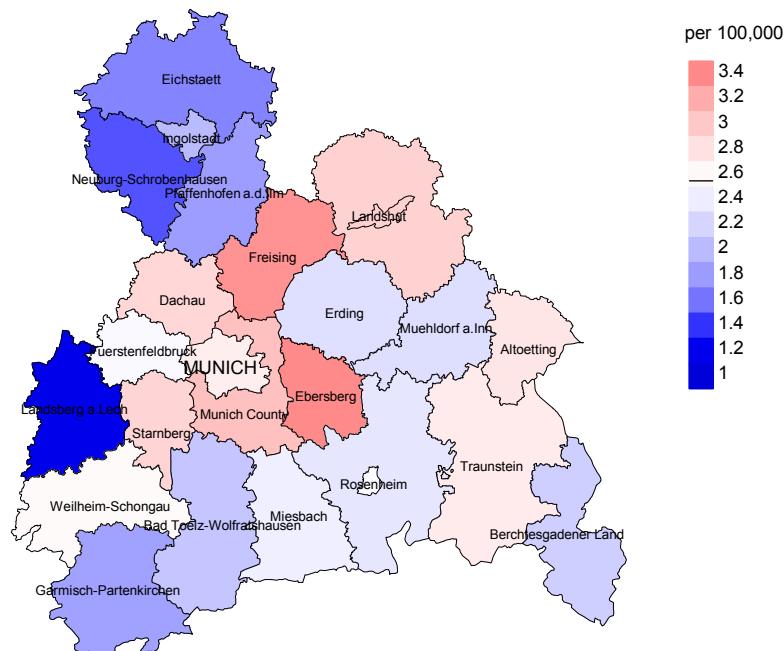 per 100,000
3.4
3.2
3
2.8
2.6
2.4
2.2
2
1.8
1.6
1.4
1.2
1
Eichstaett
Ingolstadt
Neuburg-Schrobenhausen
Pfaffenhofen a.d.Ilm
Landshut
Freising
Dachau
Erding
Muehldorf a.Inn
Altoetting
Fuerstenfeldbruck
MUNICH
Ebersberg
Landsberg a.Lech
Munich County
Starnberg
Traunstein
Rosenheim
Weilheim-Schongau
Miesbach
Bad Toelz-Wolfratshausen
Berchtesgadener Land
Garmisch-Partenkirchen